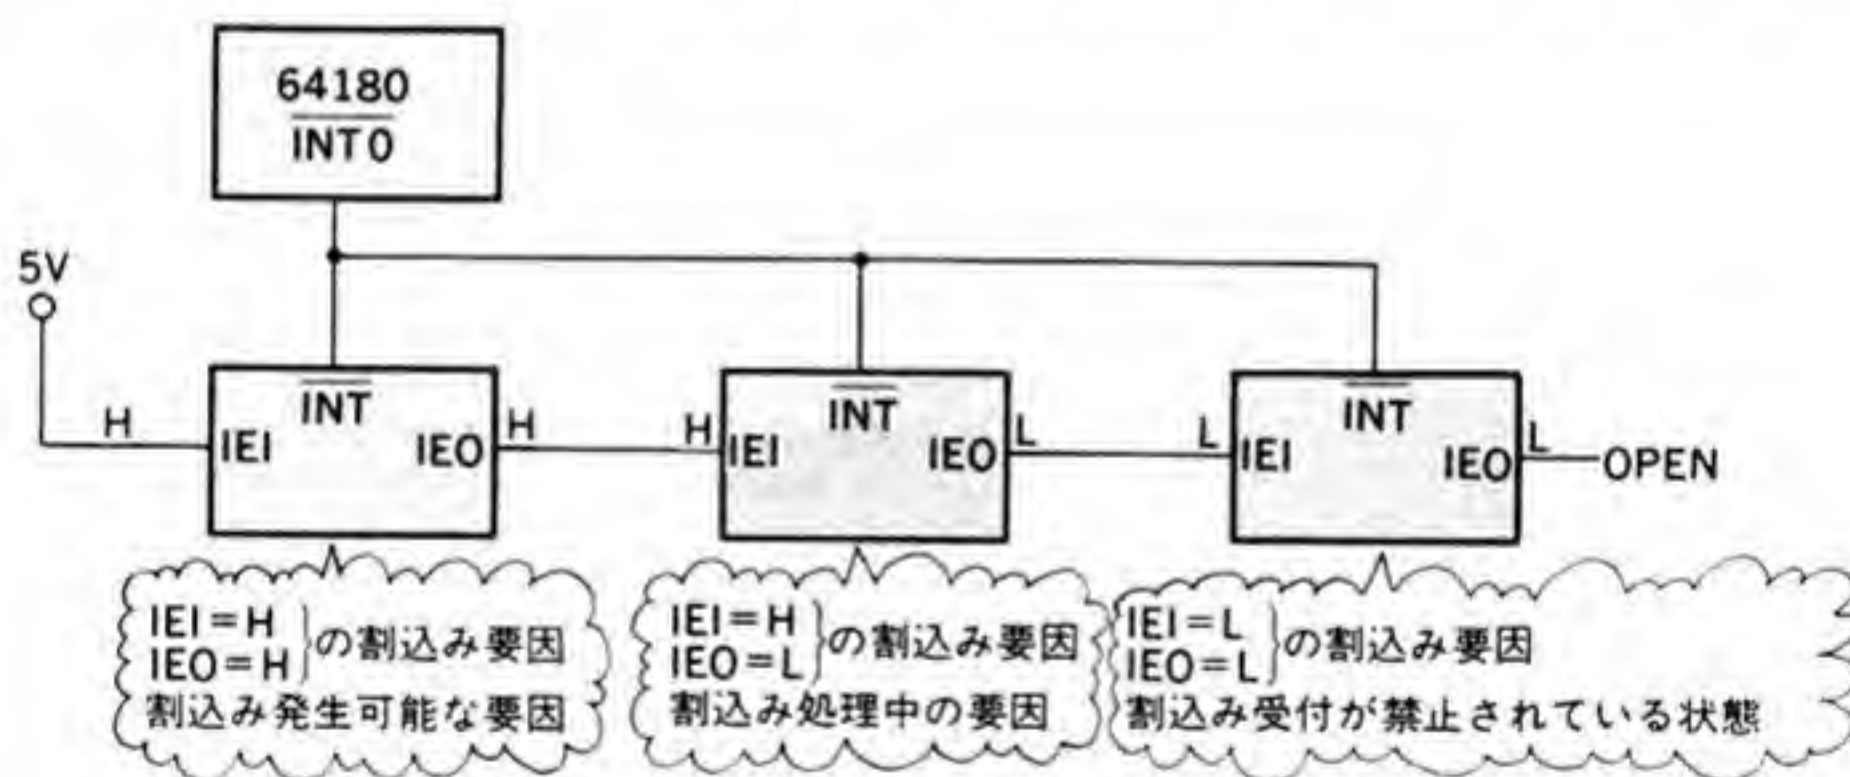 64180
INT0
5V
H
IEI
INT
IEO
H
H
IEI
INT
IEO
L
L
IEI
INT
IEO
L
OPEN
IEI=H
IEO=H }の割込み要因
割込み発生可能な要因
IEI=H
IEO=L }の割込み要因
割込み処理中の要因
IEI=L
IEO=L }の割込み要因
割込み受付が禁止されている状態